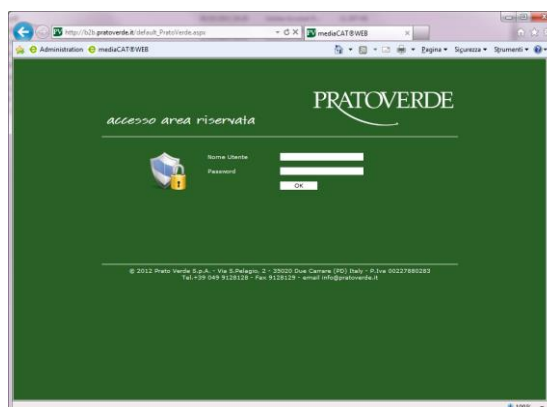 http://b2b.pratoverde.it/default_PratoVerde.aspx
mediaCAT®WEB
Administration
mediaCAT®WEB
Pagina
Sicurezza
Strumenti
PRATOVERDE
accesso area riservata
Nome Utente
Password
OK
© 2012 Prato Verde S.p.A. - Via S.Pelagio, 2 - 35020 Due Carrare (PD) Italy - P.Iva 00227880283
Tel.+39 049 9128128 - Fax 9128129 - email info@pratoverde.it